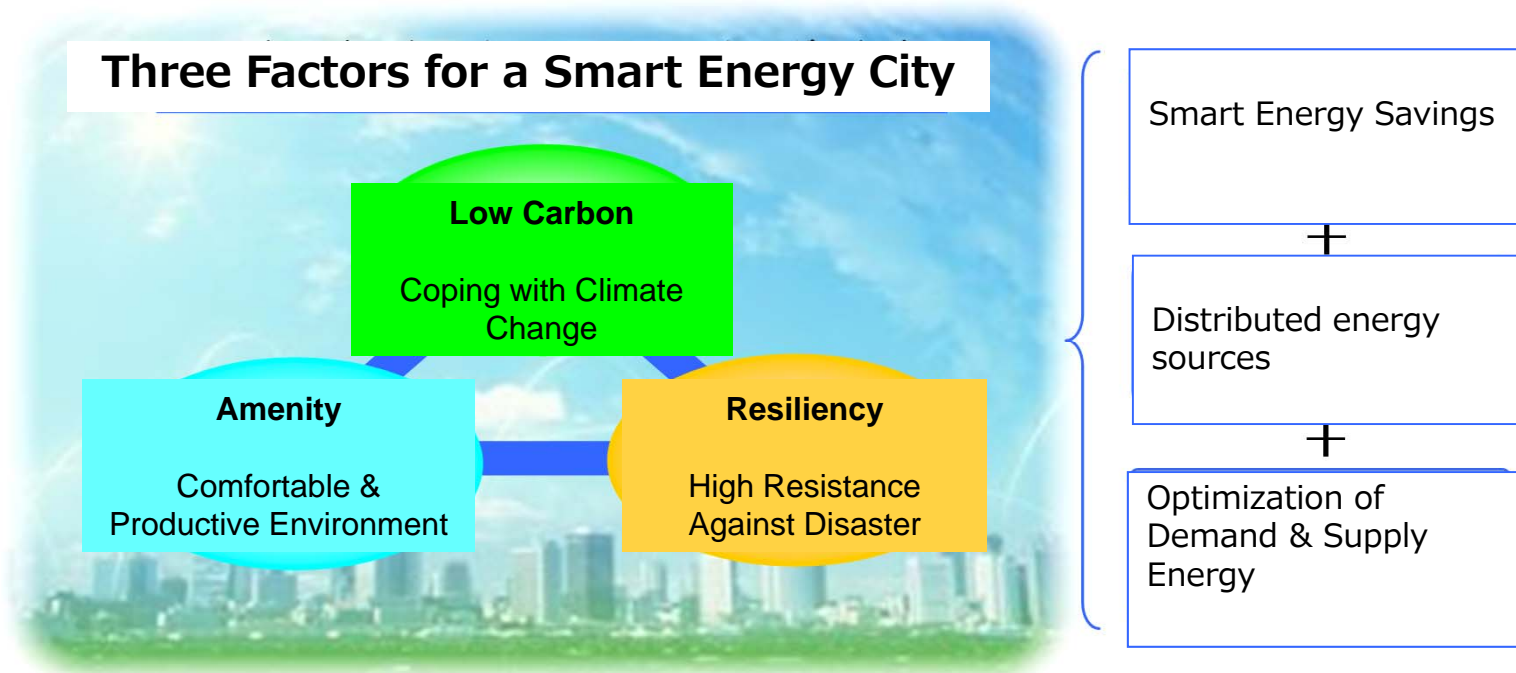 Three Factors for a Smart Energy City
Low Carbon
Coping with Climate
Change
Amenity
Comfortable &
Productive Environment
Resiliency
High Resistance
Against Disaster
Smart Energy Savings
+
Distributed energy
sources
+
Optimization of
Demand & Supply
Energy